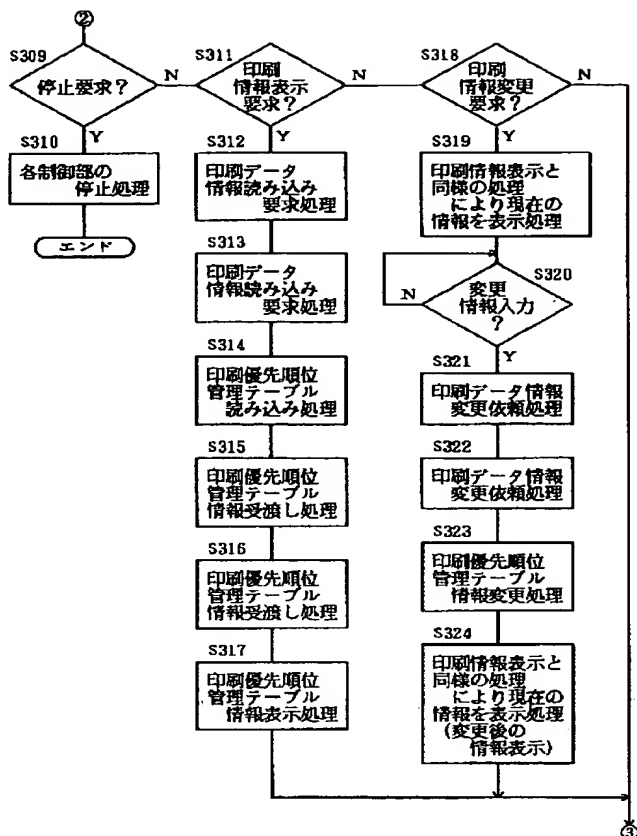 ②
S309
停止要求?
N
Y
S310
各制御部の
停止処理
エンド
S311
印刷
情報表示
要求?
N
Y
S312
印刷データ
情報読み込み
要求処理
S313
印刷データ
情報読み込み
要求処理
S314
印刷優先順位
管理テーブル
読み込み処理
S315
印刷優先順位
管理テーブル
情報受渡し処理
S316
印刷優先順位
管理テーブル
情報受渡し処理
S317
印刷優先順位
管理テーブル
情報表示処理
S318
印刷
情報変更
要求?
N
Y
S319
印刷情報表示と
同様の処理
により現在の
情報を表示処理
S320
変更
情報入力
?
N
Y
S321
印刷データ情報
変更依頼処理
S322
印刷データ情報
変更依頼処理
S323
印刷優先順位
管理テーブル
情報変更処理
S324
印刷情報表示と
同様の処理
により現在の
情報を表示処理
(変更後の
情報表示)
③